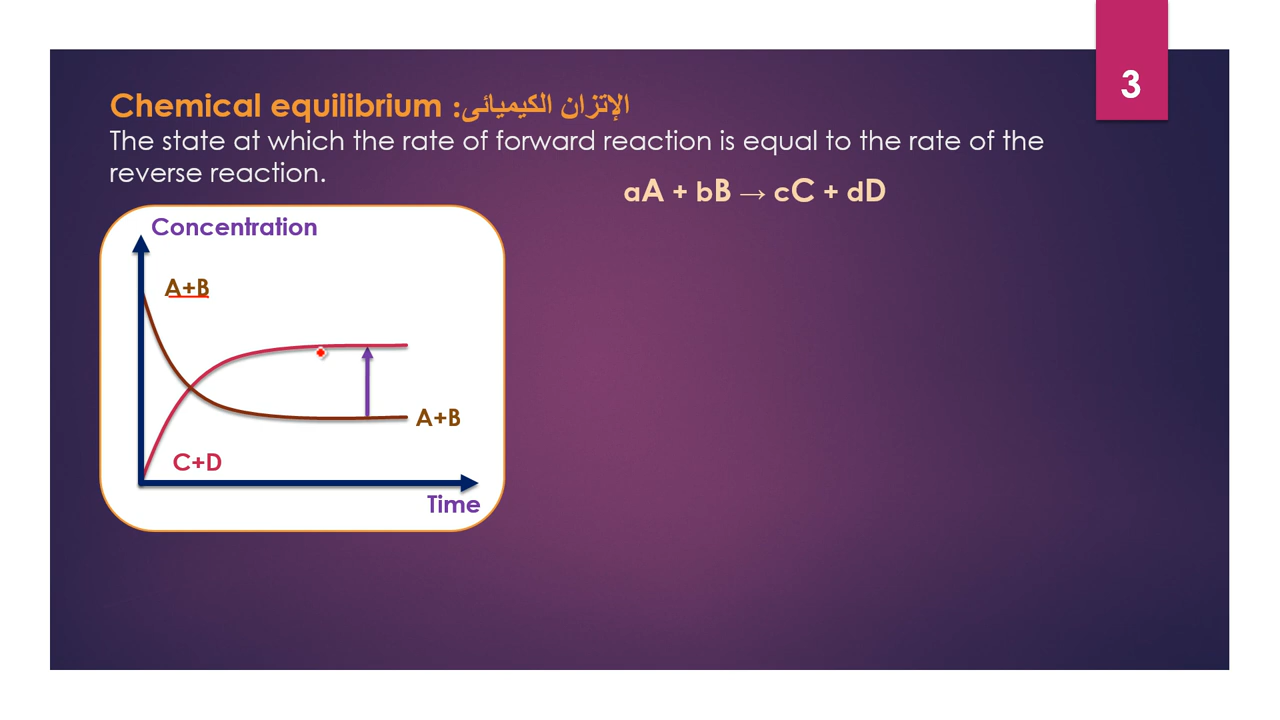 3
Chemical equilibrium :الإتزان الكيميائى
The state at which the rate of forward reaction is equal to the rate of the
reverse reaction.
aA + bB → cC + dD
Concentration
A+B
A+B
C+D
Time